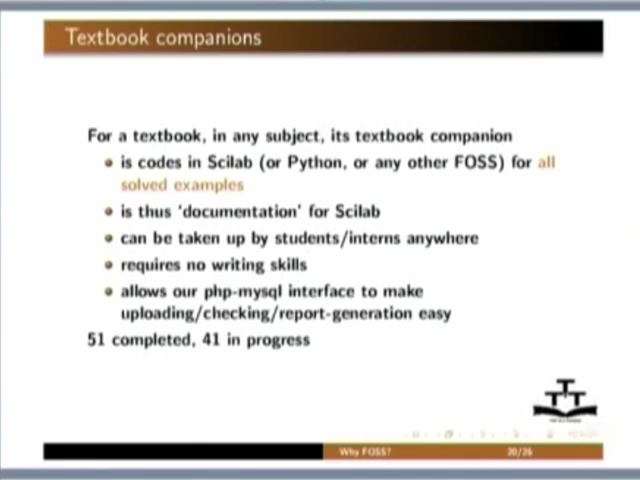 Textbook companions
For a textbook, in any subject, its textbook companion
is codes in Scilab (or Python, or any other FOSS) for all
solved examples
is thus 'documentation' for Scilab
can be taken up by students/interns anywhere
requires no writing skills
allows our php-mysql interface to make
uploading/checking/report-generation easy
51 completed, 41 in progress
TTT
Why FOSS?
20/26